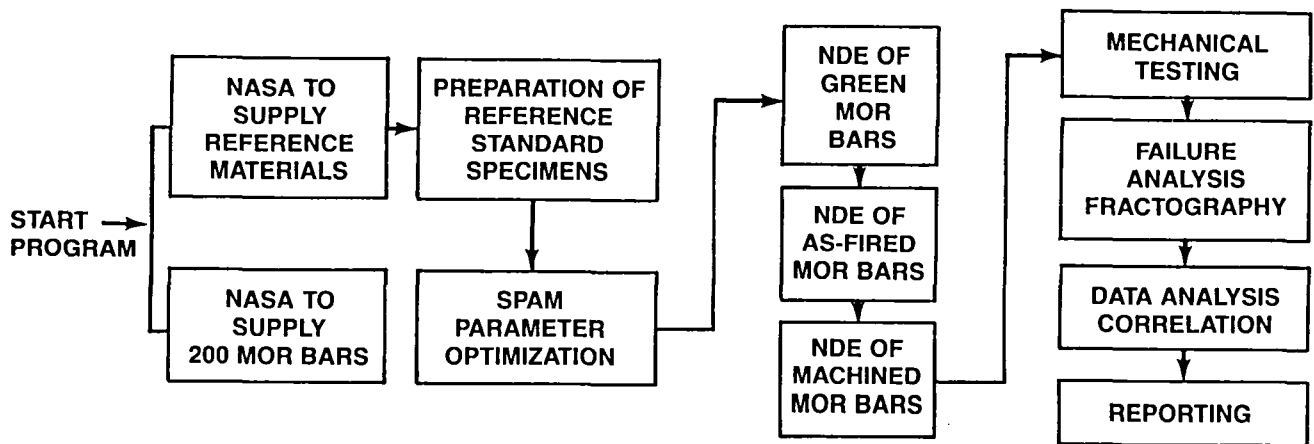 START
PROGRAM
NASA TO
SUPPLY
REFERENCE
MATERIALS
NASA TO
SUPPLY
200 MOR BARS
PREPARATION OF
REFERENCE
STANDARD
SPECIMENS
SPAM
PARAMETER
OPTIMIZATION
NDE OF
GREEN
MOR
BARS
NDE OF
AS-FIRED
MOR BARS
NDE OF
MACHINED
MOR BARS
MECHANICAL
TESTING
FAILURE
ANALYSIS
FRACTOGRAPHY
DATA ANALYSIS
CORRELATION
REPORTING